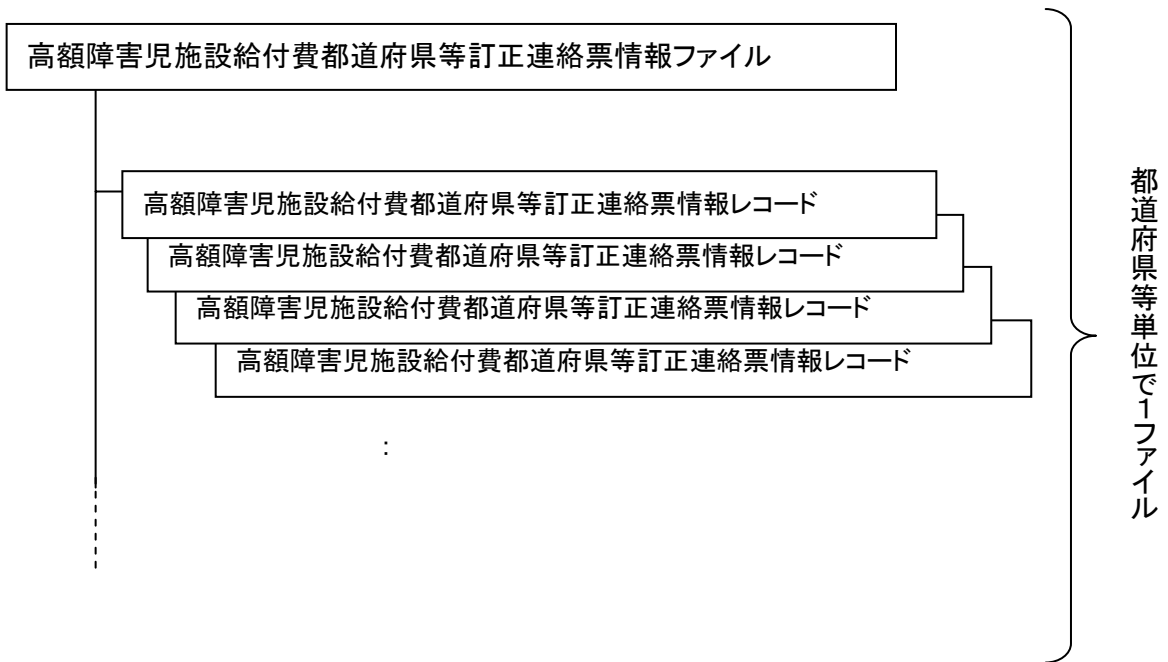 高額障害児施設給付費都道府県等訂正連絡票情報ファイル
高額障害児施設給付費都道府県等訂正連絡票情報レコード
高額障害児施設給付費都道府県等訂正連絡票情報レコード
高額障害児施設給付費都道府県等訂正連絡票情報レコード
高額障害児施設給付費都道府県等訂正連絡票情報レコード
:
都道府県等単位で1ファイル